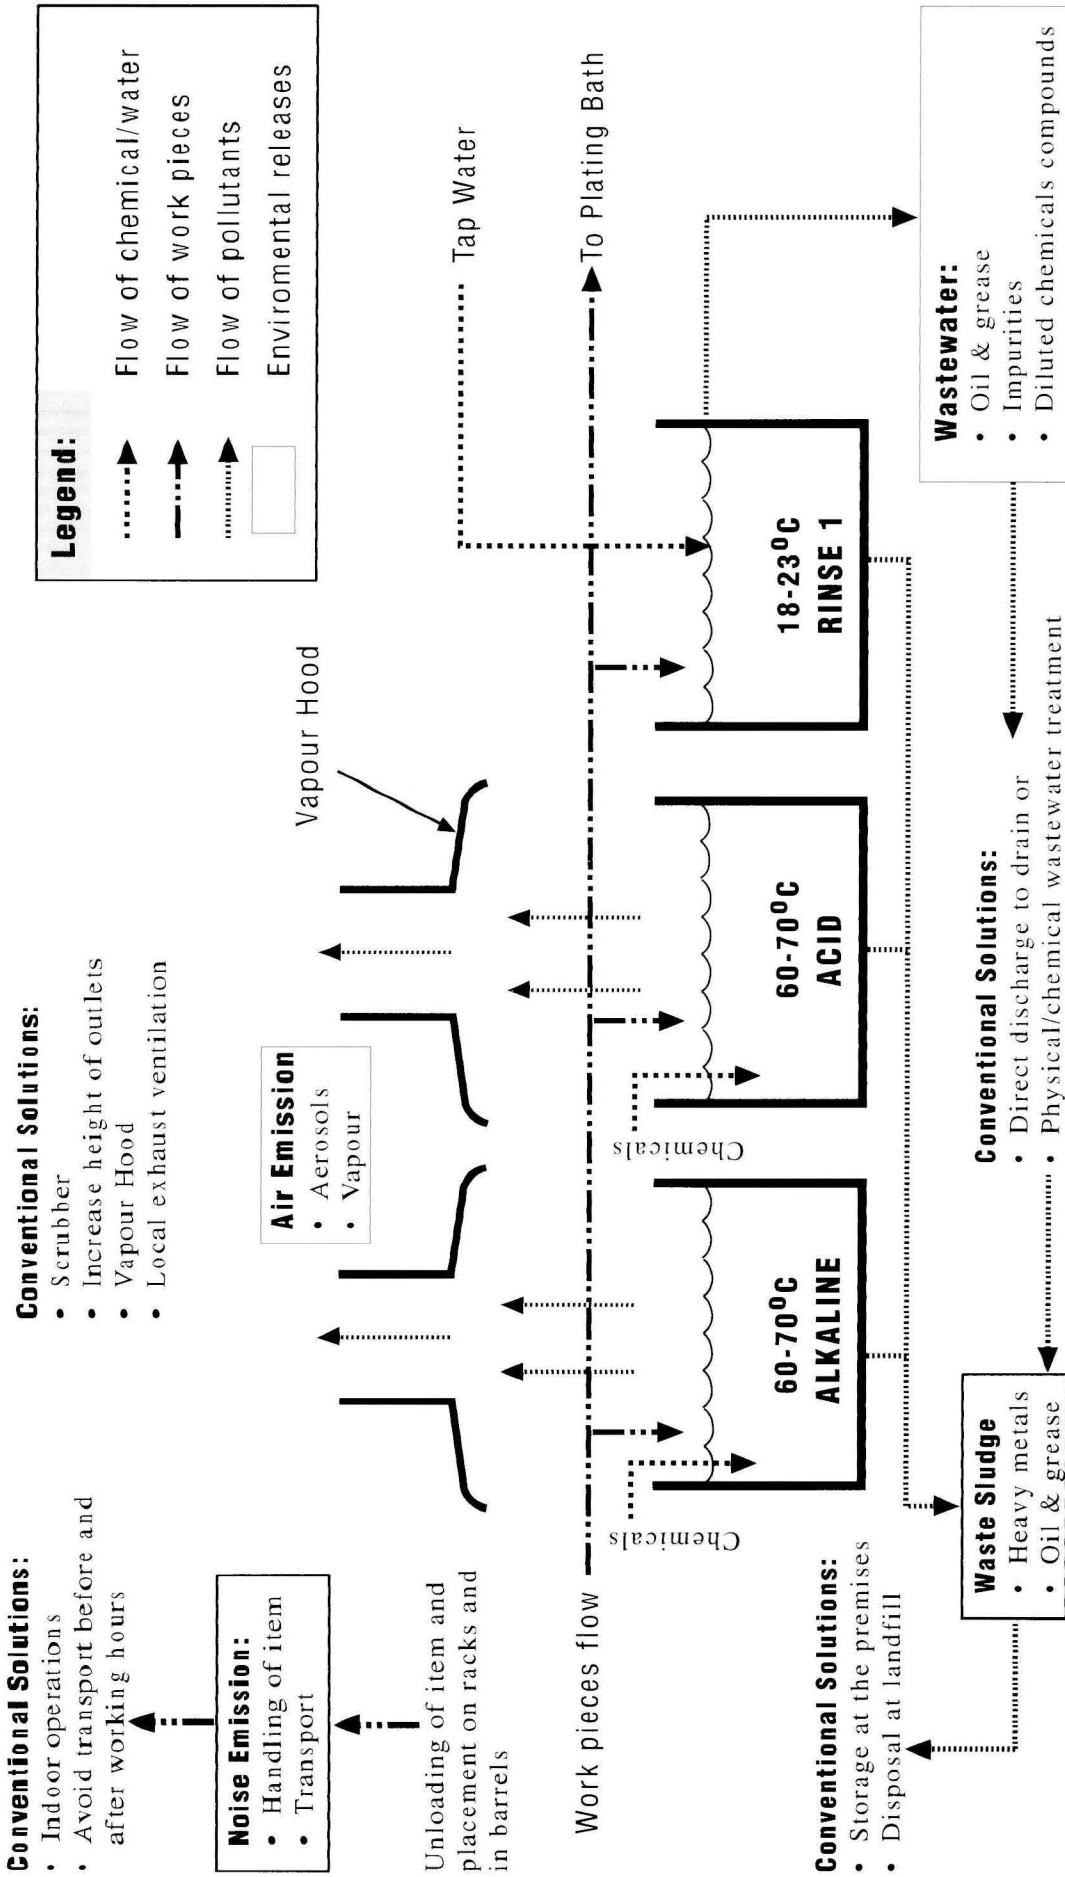 Conventional Solutions:
• Indoor operations
• Avoid transport before and
after working hours
Noise Emission:
• Handling of item
• Transport
Unloading of item and
placement on racks and
in barrels
Conventional Solutions:
• Scrubber
• Increase height of outlets
• Vapour Hood
• Local exhaust ventilation
Air Emission
• Aerosols
• Vapour
Vapour Hood
Legend:
Flow of chemical/water
Flow of work pieces
Flow of pollutants
Enviromental releases
Tap Water
Work pieces flow
To Plating Bath
Chemicals
60-70⁰C
ALKALINE
Chemicals
60-70⁰C
ACID
18-23⁰C
RINSE 1
Conventional Solutions:
• Storage at the premises
• Disposal at landfill
Waste Sludge
• Heavy metals
• Oil & grease
Conventional Solutions:
• Direct discharge to drain or
• Physical/chemical wastewater treatment
Wastewater:
• Oil & grease
• Impurities
• Diluted chemicals compounds